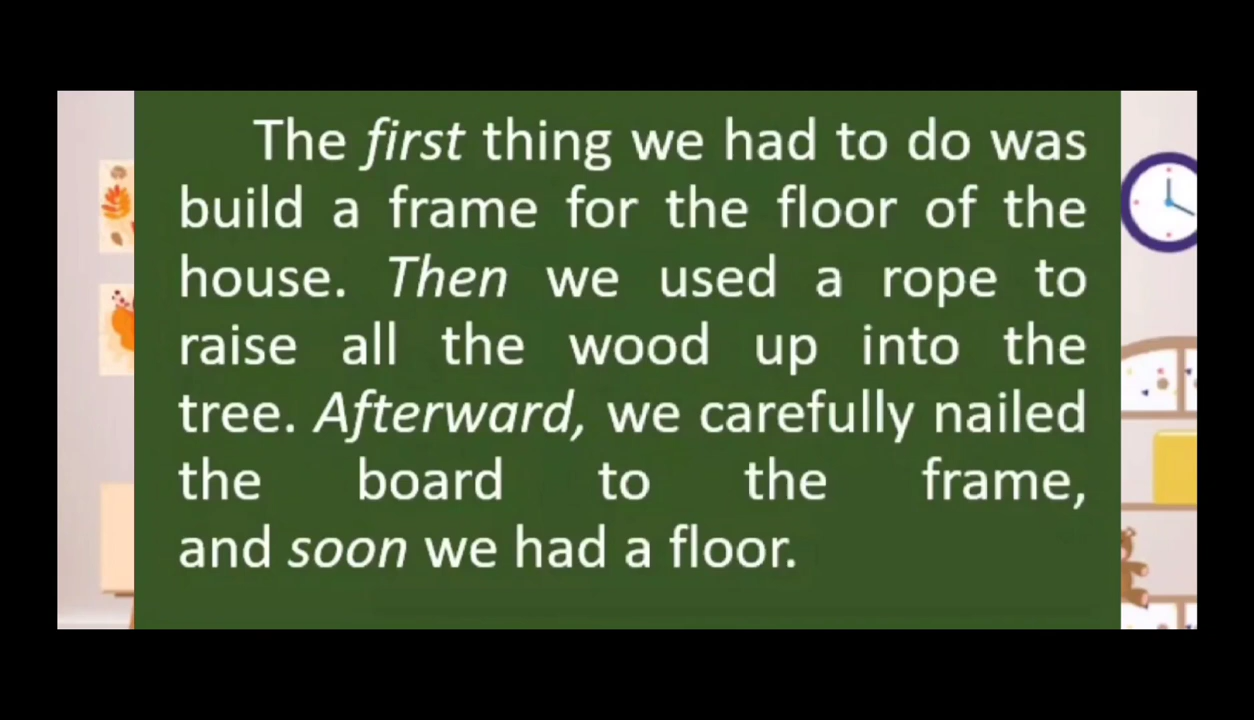 The first thing we had to do was
build a frame for the floor of the
house. Then we used a rope to
raise all the wood up into the
tree. Afterward, we carefully nailed
the board to the frame,
and soon we had a floor.